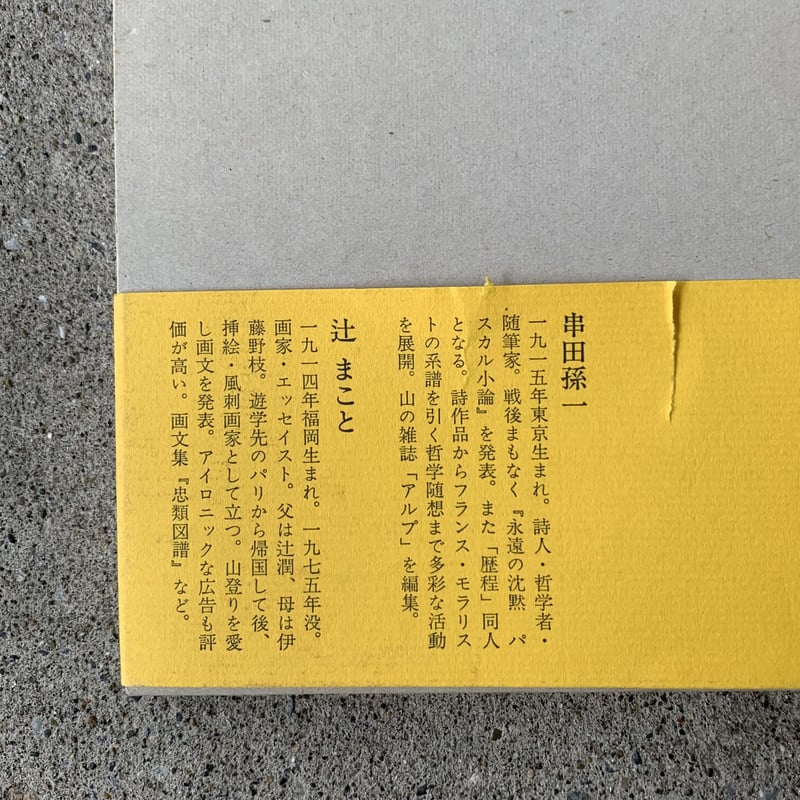 串田孫一
一九一五年東京生まれ。詩人・哲学者・
随筆家。戦後まもなく『永遠の沈黙　パ
スカル小論』を発表。また「歴程」同人
となる。詩作品からフランス・モラリス
トの系譜を引く哲学随想まで多彩な活動
を展開。山の雑誌「アルプ」を編集。
辻　まこと
一九一四年福岡生まれ。一九七五年没。
画家・エッセイスト。父は辻潤、母は伊
藤野枝。遊学先のパリから帰国して後、
挿絵・風刺画家として立つ。山登りを愛
し画文を発表。アイロニックな広告も評
価が高い。画文集『忠類図譜』など。